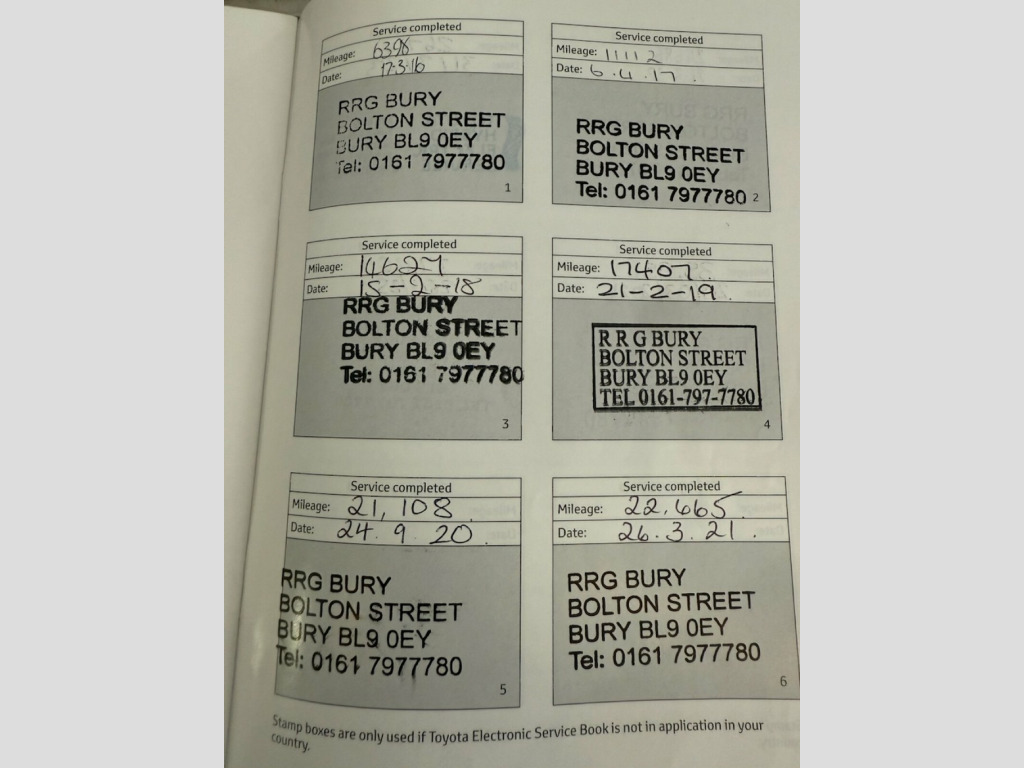 Service completed
Mileage: 6398
Date: 17-3-16
RRG BURY
BOLTON STREET
BURY BL9 0EY
Tel: 0161 7977780
1
Service completed
Mileage: 11112
Date: 6.4.17.
RRG BURY
BOLTON STREET
BURY BL9 0EY
Tel: 0161 7977780
2
Service completed
Mileage: 14627
Date: 15-2-18
RRG BURY
BOLTON STREET
BURY BL9 0EY
Tel: 0161 7977780
3
Service completed
Mileage: 17407.
Date: 21-2-19.
R R G BURY
BOLTON STREET
BURY BL9 0EY
TEL 0161-797-7780
4
Service completed
Mileage: 21,108.
Date: 24.9.20.
RRG BURY
BOLTON STREET
BURY BL9 0EY
Tel: 0161 7977780
5
Service completed
Mileage: 22,665
Date: 26.3.21.
RRG BURY
BOLTON STREET
BURY BL9 0EY
Tel: 0161 7977780
6
Stamp boxes are only used if Toyota Electronic Service Book is not in application in your
country.